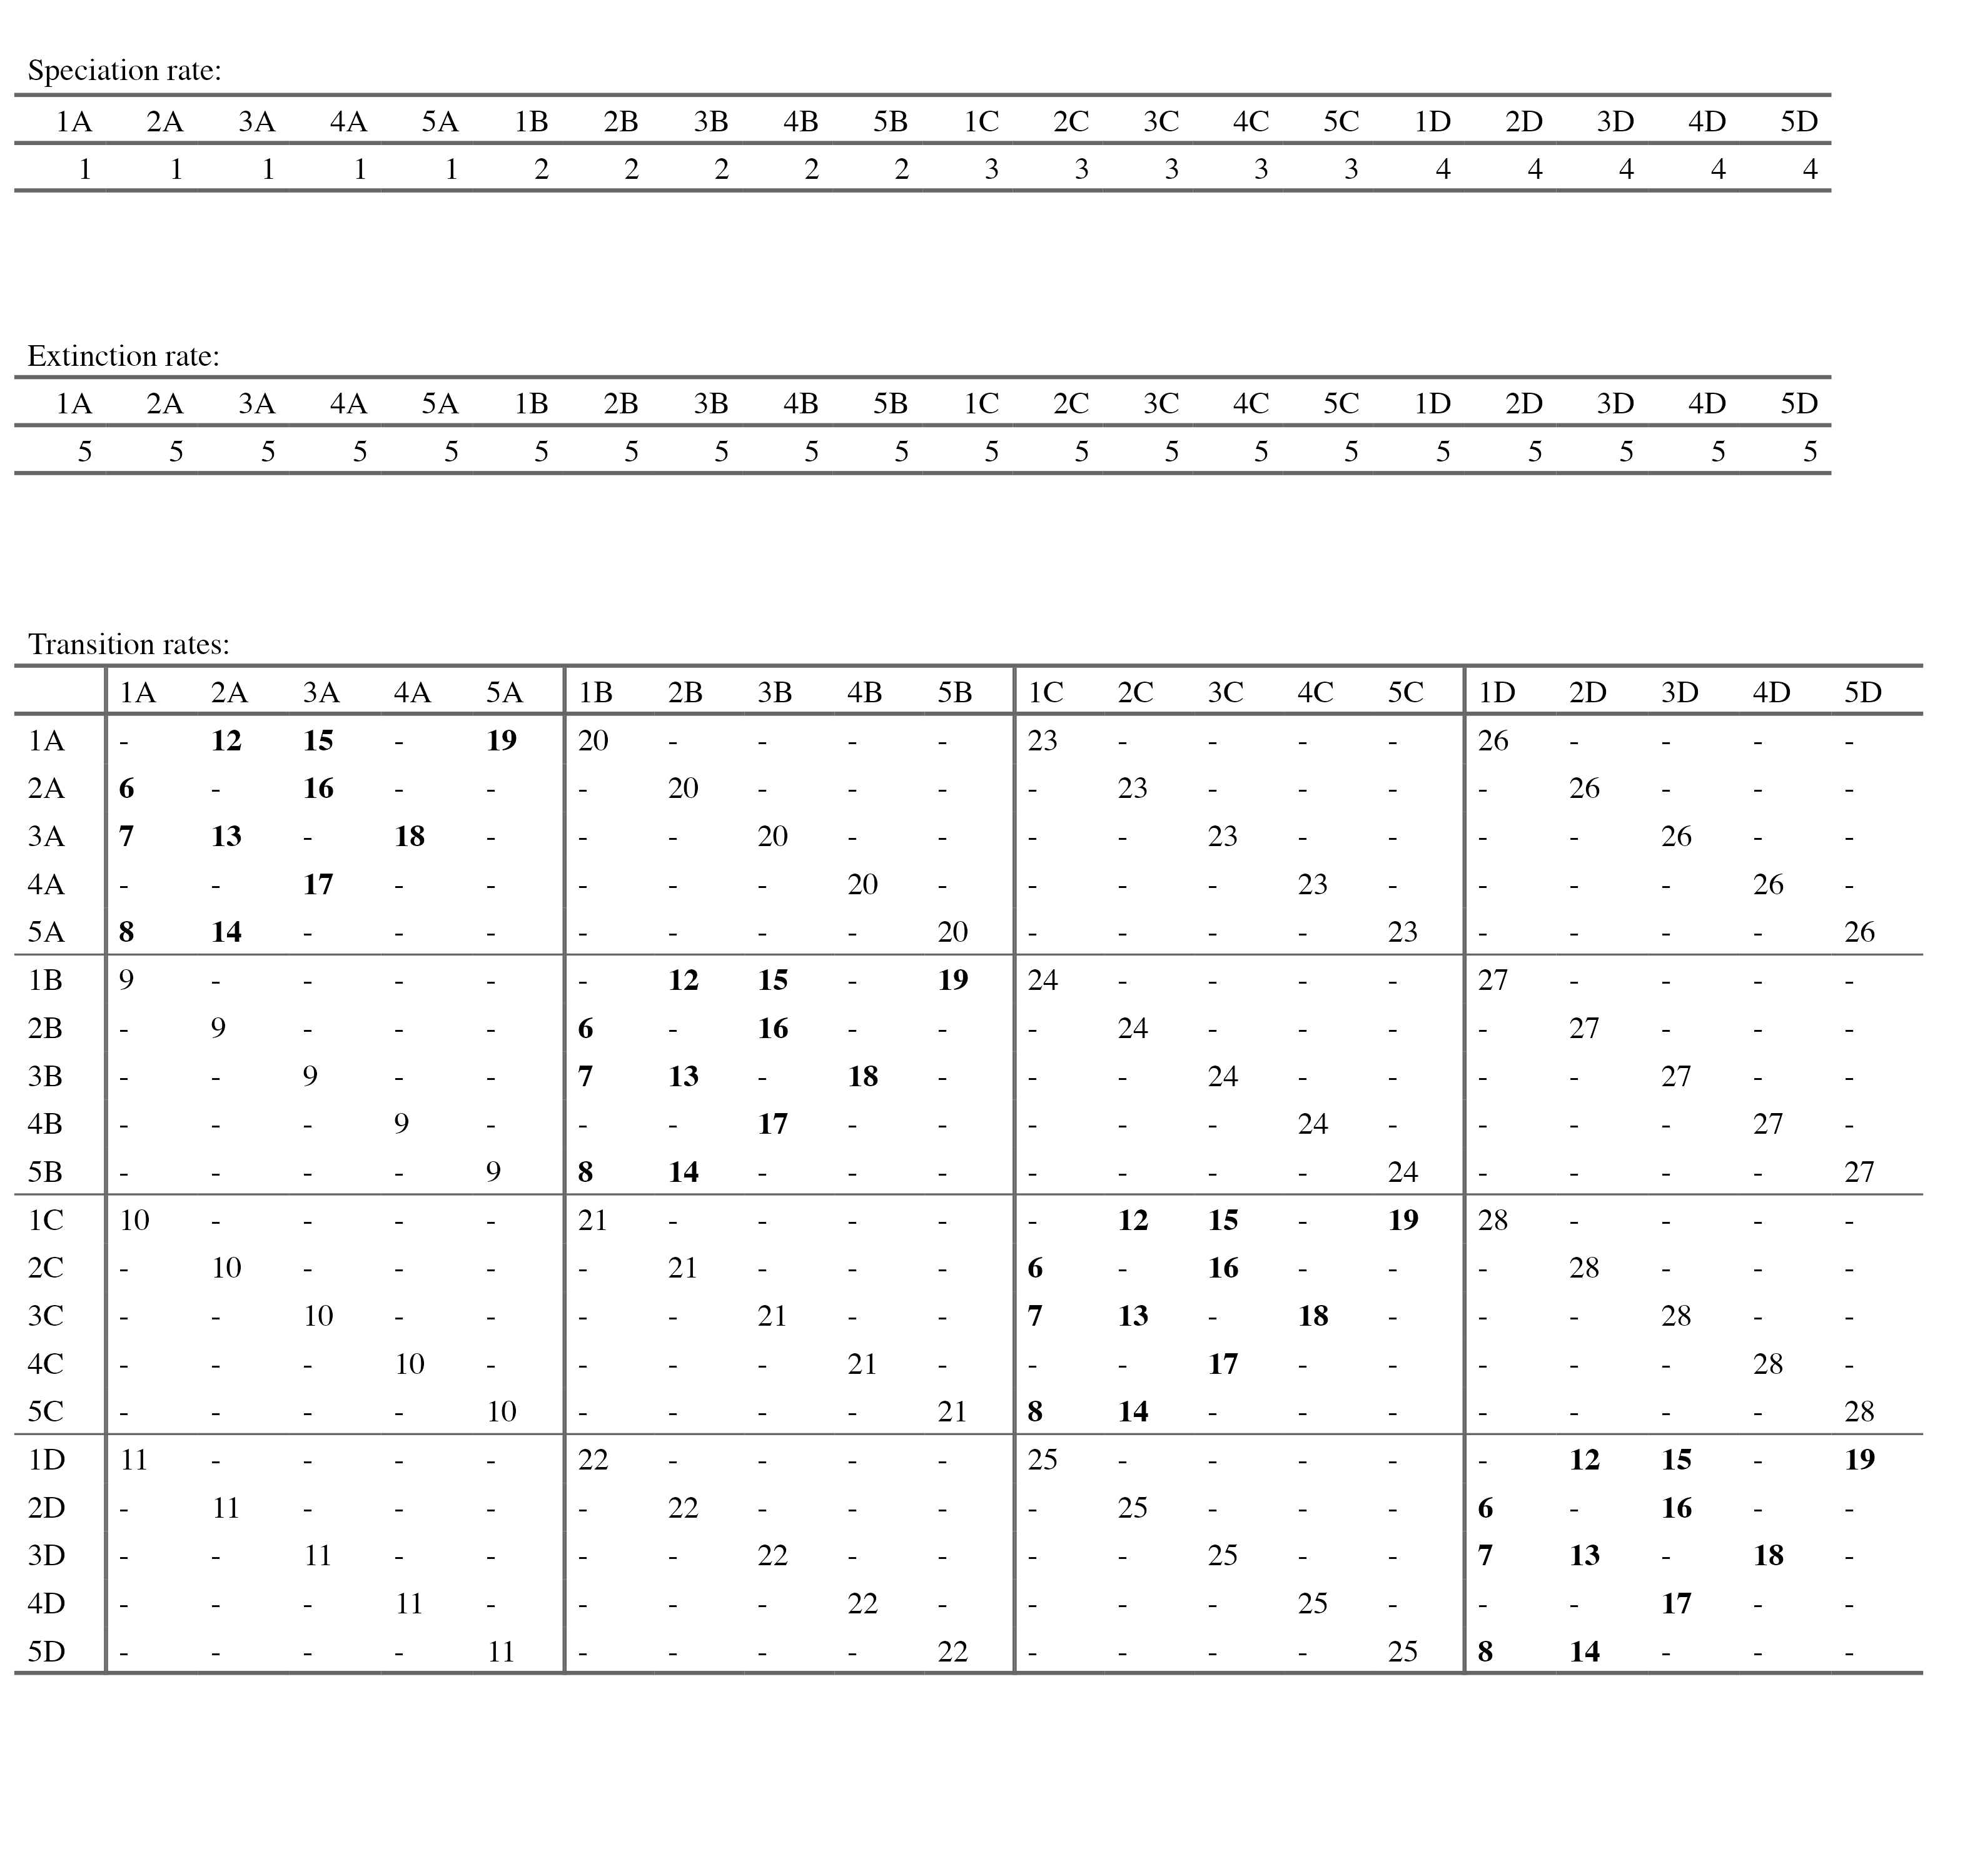 Speciation rate:
1A 2A 3A 4A 5A 1B 2B 3B 4B 5B 1C 2C 3C 4C 5C 1D 2D 3D 4D 5D
1 1 1 1 1 2 2 2 2 2 3 3 3 3 3 4 4 4 4 4
Extinction rate:
1A 2A 3A 4A 5A 1B 2B 3B 4B 5B 1C 2C 3C 4C 5C 1D 2D 3D 4D 5D
5 5 5 5 5 5 5 5 5 5 5 5 5 5 5 5 5 5 5 5
Transition rates:
1A 2A 3A 4A 5A 1B 2B 3B 4B 5B 1C 2C 3C 4C 5C 1D 2D 3D 4D 5D
1A - 12 15 - 19 20 - - - - 23 - - - - 26 - - - -
2A 6 - 16 - - - 20 - - - - 23 - - - - 26 - - -
3A 7 13 - 18 - - - 20 - - - - 23 - - - - 26 - -
4A - - 17 - - - - - 20 - - - - 23 - - - - 26 -
5A 8 14 - - - - - - - 20 - - - - 23 - - - - 26
1B 9 - - - - - 12 15 - 19 24 - - - - 27 - - - -
2B - 9 - - - 6 - 16 - - - 24 - - - - 27 - - -
3B - - 9 - - 7 13 - 18 - - - 24 - - - - 27 - -
4B - - - 9 - - - 17 - - - - - 24 - - - - 27 -
5B - - - - 9 8 14 - - - - - - - 24 - - - - 27
1C 10 - - - - 21 - - - - - 12 15 - 19 28 - - - -
2C - 10 - - - - 21 - - - 6 - 16 - - - 28 - - -
3C - - 10 - - - - 21 - - 7 13 - 18 - - - 28 - -
4C - - - 10 - - - - 21 - - - 17 - - - - - 28 -
5C - - - - 10 - - - - 21 8 14 - - - - - - - 28
1D 11 - - - - 22 - - - - 25 - - - - - 12 15 - 19
2D - 11 - - - - 22 - - - - 25 - - - 6 - 16 - -
3D - - 11 - - - - 22 - - - - 25 - - 7 13 - 18 -
4D - - - 11 - - - - 22 - - - - 25 - - - 17 - -
5D - - - - 11 - - - - 22 - - - - 25 8 14 - - -